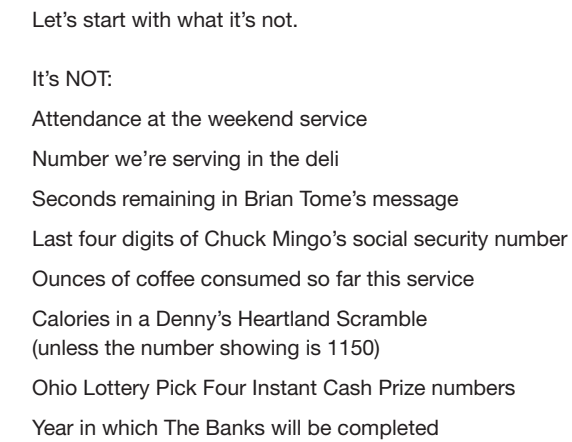 Let’s start with what it’s not.
It’s NOT:
Attendance at the weekend service
Number we’re serving in the deli
Seconds remaining in Brian Tome’s message
Last four digits of Chuck Mingo’s social security number
Ounces of coffee consumed so far this service
Calories in a Denny’s Heartland Scramble
(unless the number showing is 1150)
Ohio Lottery Pick Four Instant Cash Prize numbers
Year in which The Banks will be completed